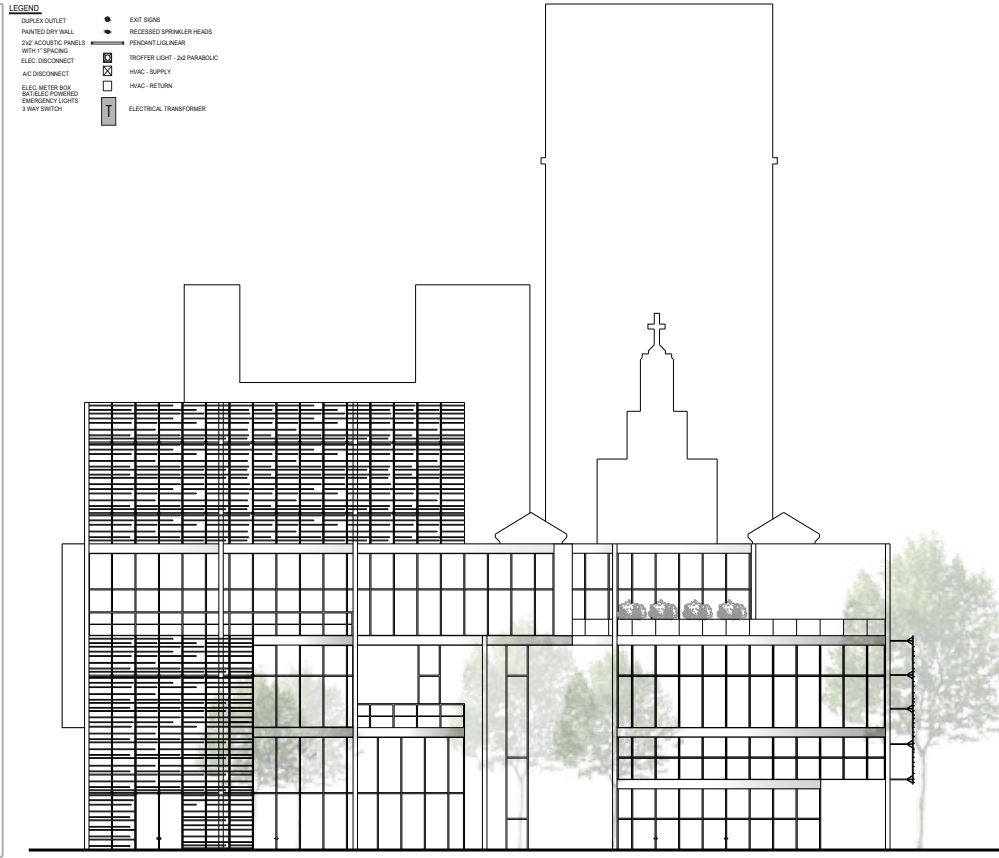 LEGEND
DUPLEX OUTLET
PAINTED DRY WALL
2'x2' ACOUSTIC PANELS
WITH 1" SPACING
ELEC. DISCONNECT
A/C DISCONNECT
ELEC. METER BOX
BAT/ELEC POWERED
EMERGENCY LIGHTS
3 WAY SWITCH
EXIT SIGNS
RECESSED SPRINKLER HEADS
PENDANT LIGLINEAR
TROFFER LIGHT - 2x2 PARABOLIC
HVAC - SUPPLY
HVAC - RETURN
T
ELECTRICAL TRANSFORMER